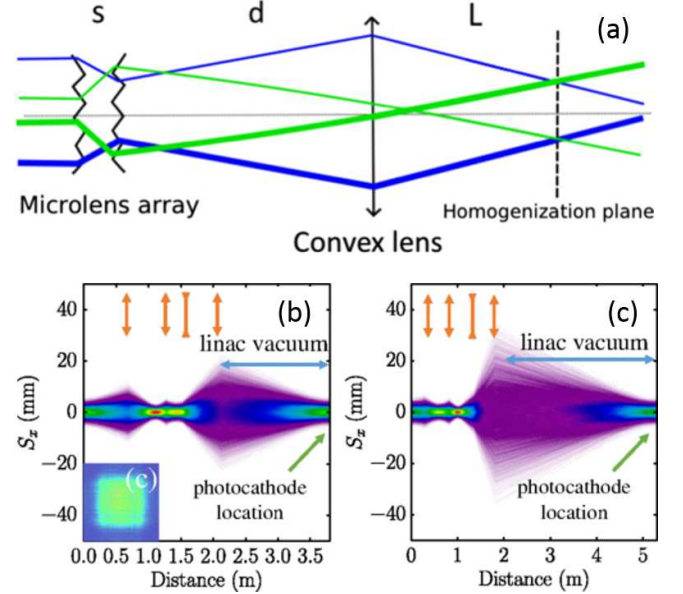 s d L (a)
Microlens array
Homogenization plane
Convex lens
(b)
linac vacuum
photocathode
location
(c)
40
20
0
−20
−40
S_x (mm)
0.0 0.5 1.0 1.5 2.0 2.5 3.0 3.5
Distance (m)
(c)
linac vacuum
photocathode
location
40
20
0
−20
−40
S_x (mm)
0 1 2 3 4 5
Distance (m)